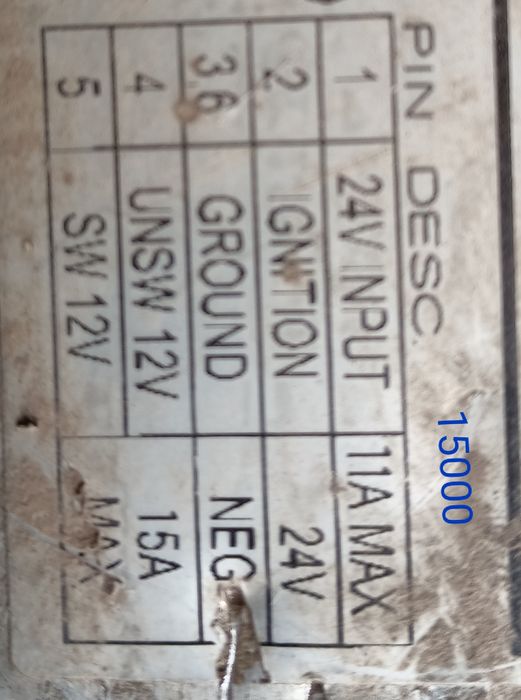 PIN DESC.
1 24V INPUT 11A MAX
2 IGNITION 24V
3,6 GROUND NEG
4 UNSW 12V 15A
5 SW 12V MAX
15000